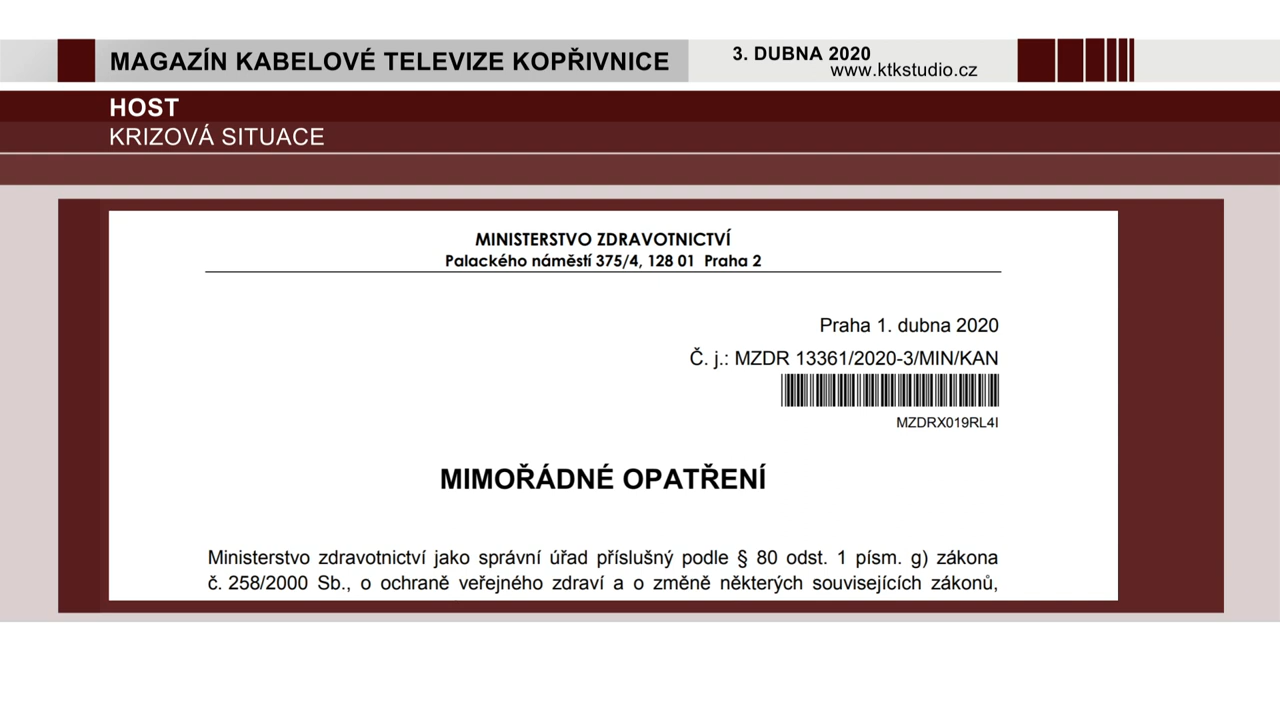 MAGAZÍN KABELOVÉ TELEVIZE KOPŘIVNICE
3. DUBNA 2020
www.ktkstudio.cz
HOST
KRIZOVÁ SITUACE
MINISTERSTVO ZDRAVOTNICTVÍ
Palackého náměstí 375/4, 128 01 Praha 2
Praha 1. dubna 2020
Č. j.: MZDR 13361/2020-3/MIN/KAN
MZDRX019RL4I
MIMOŘÁDNÉ OPATŘENÍ
Ministerstvo zdravotnictví jako správní úřad příslušný podle § 80 odst. 1 písm. g) zákona
č. 258/2000 Sb., o ochraně veřejného zdraví a o změně některých souvisejících zákonů,